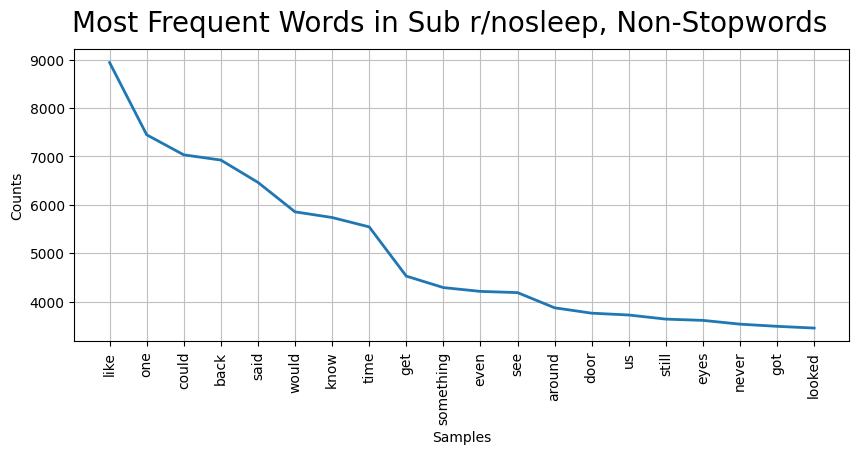 Most Frequent Words in Sub r/nosleep, Non-Stopwords
9000
8000
7000
6000
5000
4000
Counts
like
one
could
back
said
would
know
time
get
something
even
see
around
door
us
still
eyes
never
got
looked
Samples